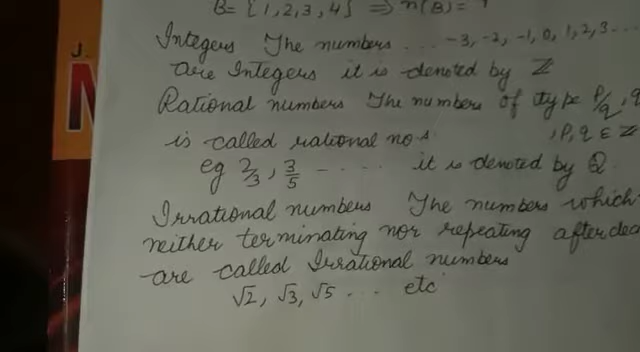 J.
B= {1,2,3,4} ⇒ n(B)=
Integers The numbers ... -3, -2, -1, 0, 1, 2, 3 ...
are Integers it is denoted by ℤ
Rational numbers The numbers of type P/q, q
is called rational no s. , P, q ∈ ℤ
eg 2/3, 3/5 - .... it is denoted by Q.
Irrational numbers The numbers which
neither terminating nor repeating after dec
are called Irrational numbers
√2, √3, √5 ... etc